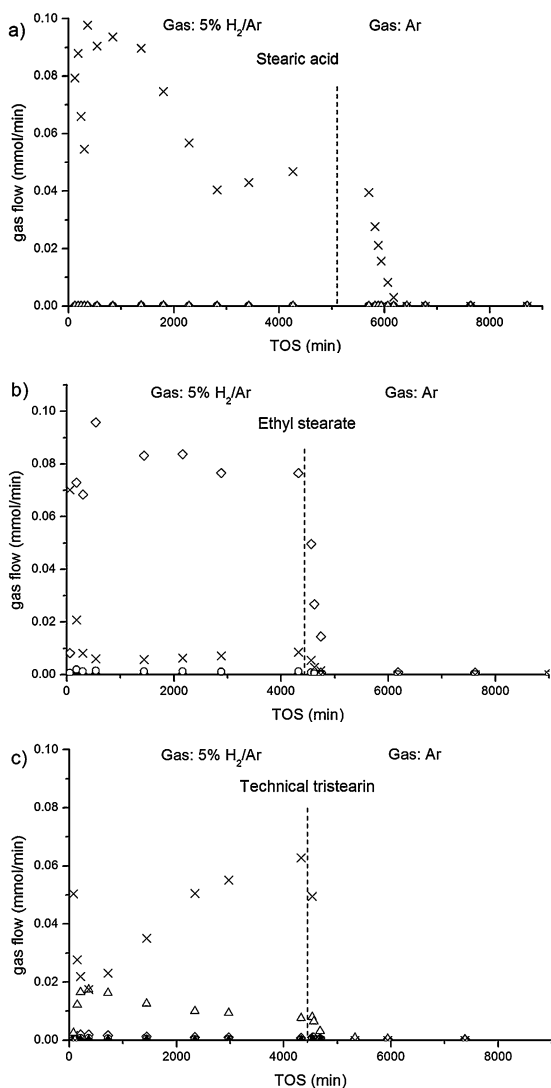 a)
Gas: 5% H2/Ar
Gas: Ar
Stearic acid
gas flow (mmol/min)
0.10
0.08
0.06
0.04
0.02
0.00
0 2000 4000 6000 8000
TOS (min)
b)
Gas: 5% H2/Ar
Gas: Ar
Ethyl stearate
gas flow (mmol/min)
0.10
0.08
0.06
0.04
0.02
0.00
0 2000 4000 6000 8000
TOS (min)
c)
Gas: 5% H2/Ar
Gas: Ar
Technical tristearin
gas flow (mmol/min)
0.10
0.08
0.06
0.04
0.02
0.00
0 2000 4000 6000 8000
TOS (min)